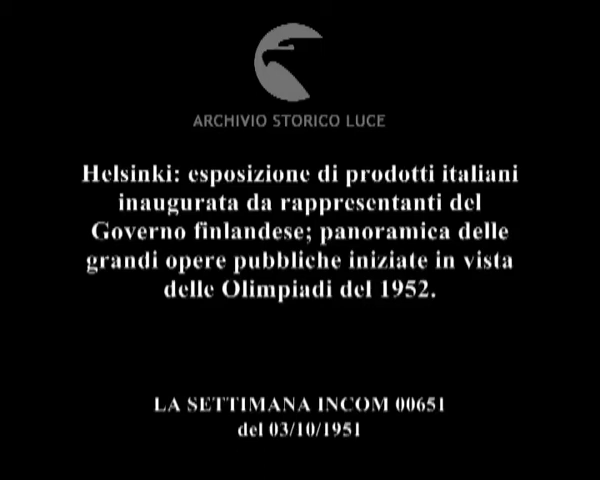 ARCHIVIO STORICO LUCE
Helsinki: esposizione di prodotti italiani
inaugurata da rappresentanti del
Governo finlandese; panoramica delle
grandi opere pubbliche iniziate in vista
delle Olimpiadi del 1952.
LA SETTIMANA INCOM 00651
del 03/10/1951